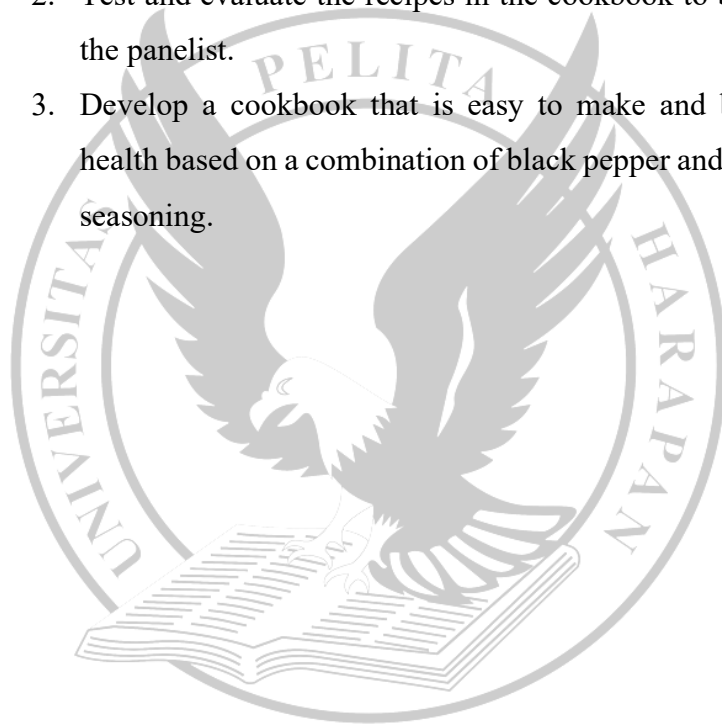 2. Test and evaluate the recipes in the cookbook to
the panelist.
3. Develop a cookbook that is easy to make and
health based on a combination of black pepper and
seasoning.
UNIVERSITAS PELITA HARAPAN